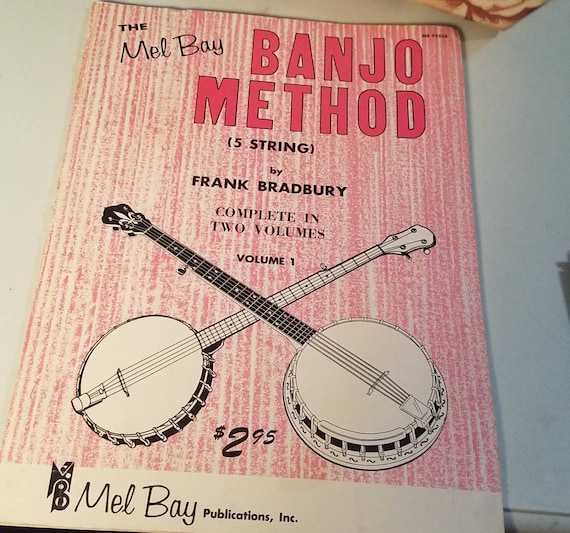 THE
Mel Bay
BANJO
METHOD
(5 STRING)
by
FRANK BRADBURY
COMPLETE IN
TWO VOLUMES
VOLUME 1
$2.95
Mel Bay Publications, Inc.